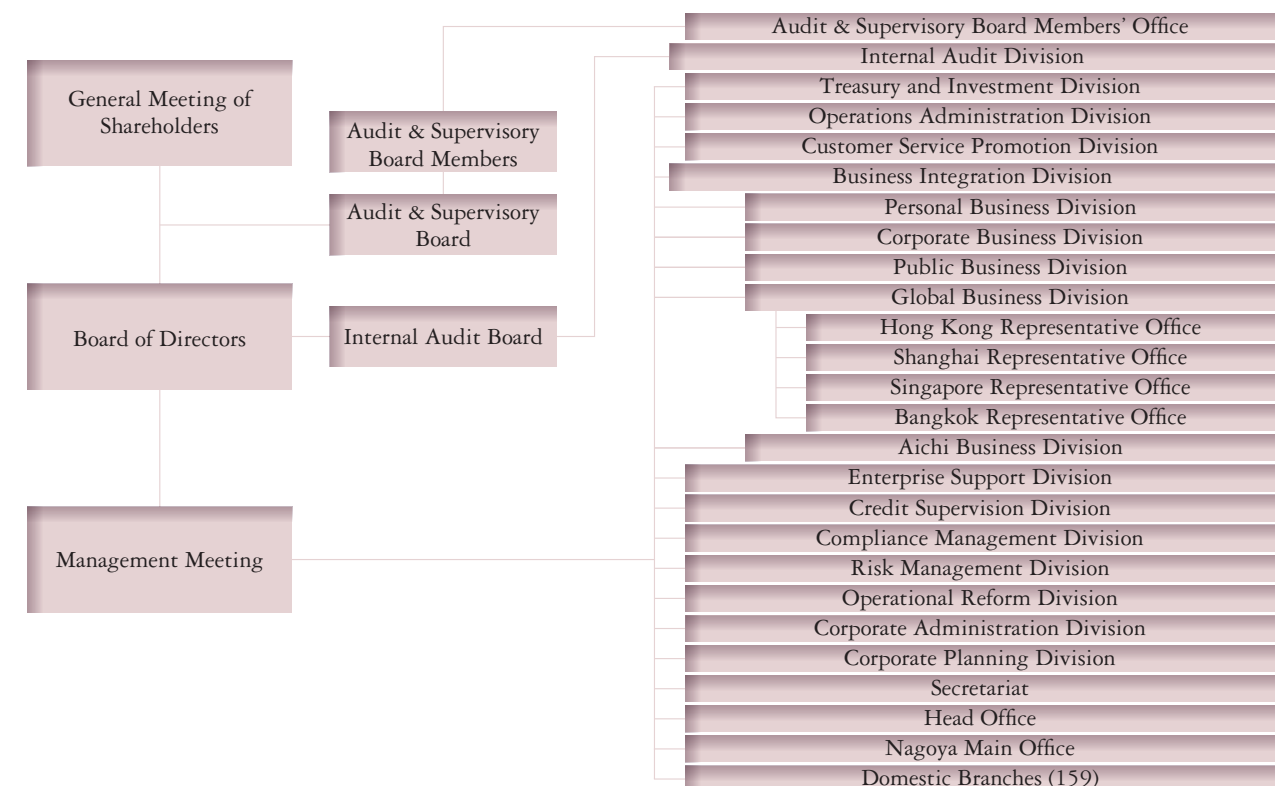 General Meeting of
Shareholders
Audit & Supervisory
Board Members
Audit & Supervisory
Board
Board of Directors
Internal Audit Board
Management Meeting
Audit & Supervisory Board Members’ Office
Internal Audit Division
Treasury and Investment Division
Operations Administration Division
Customer Service Promotion Division
Business Integration Division
Personal Business Division
Corporate Business Division
Public Business Division
Global Business Division
Hong Kong Representative Office
Shanghai Representative Office
Singapore Representative Office
Bangkok Representative Office
Aichi Business Division
Enterprise Support Division
Credit Supervision Division
Compliance Management Division
Risk Management Division
Operational Reform Division
Corporate Administration Division
Corporate Planning Division
Secretariat
Head Office
Nagoya Main Office
Domestic Branches (159)